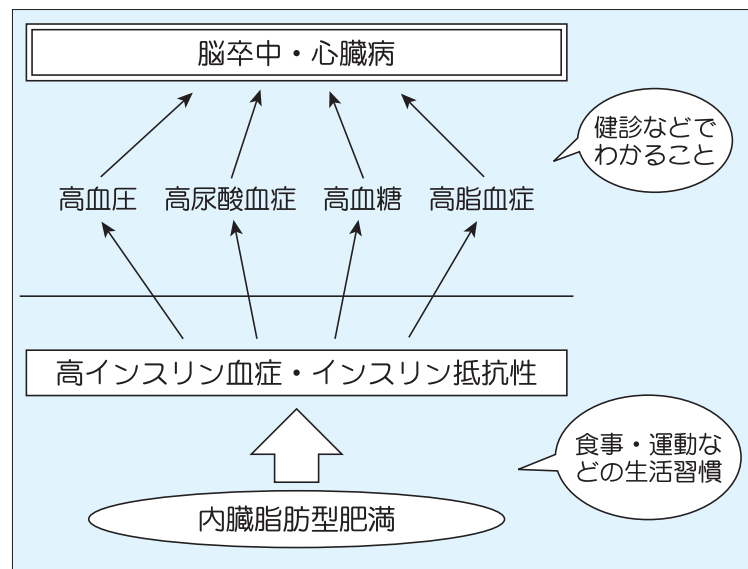 脳卒中・心臓病
健診などで
わかること
高血圧 高尿酸血症 高血糖 高脂血症
高インスリン血症・インスリン抵抗性
食事・運動な
どの生活習慣
内臓脂肪型肥満